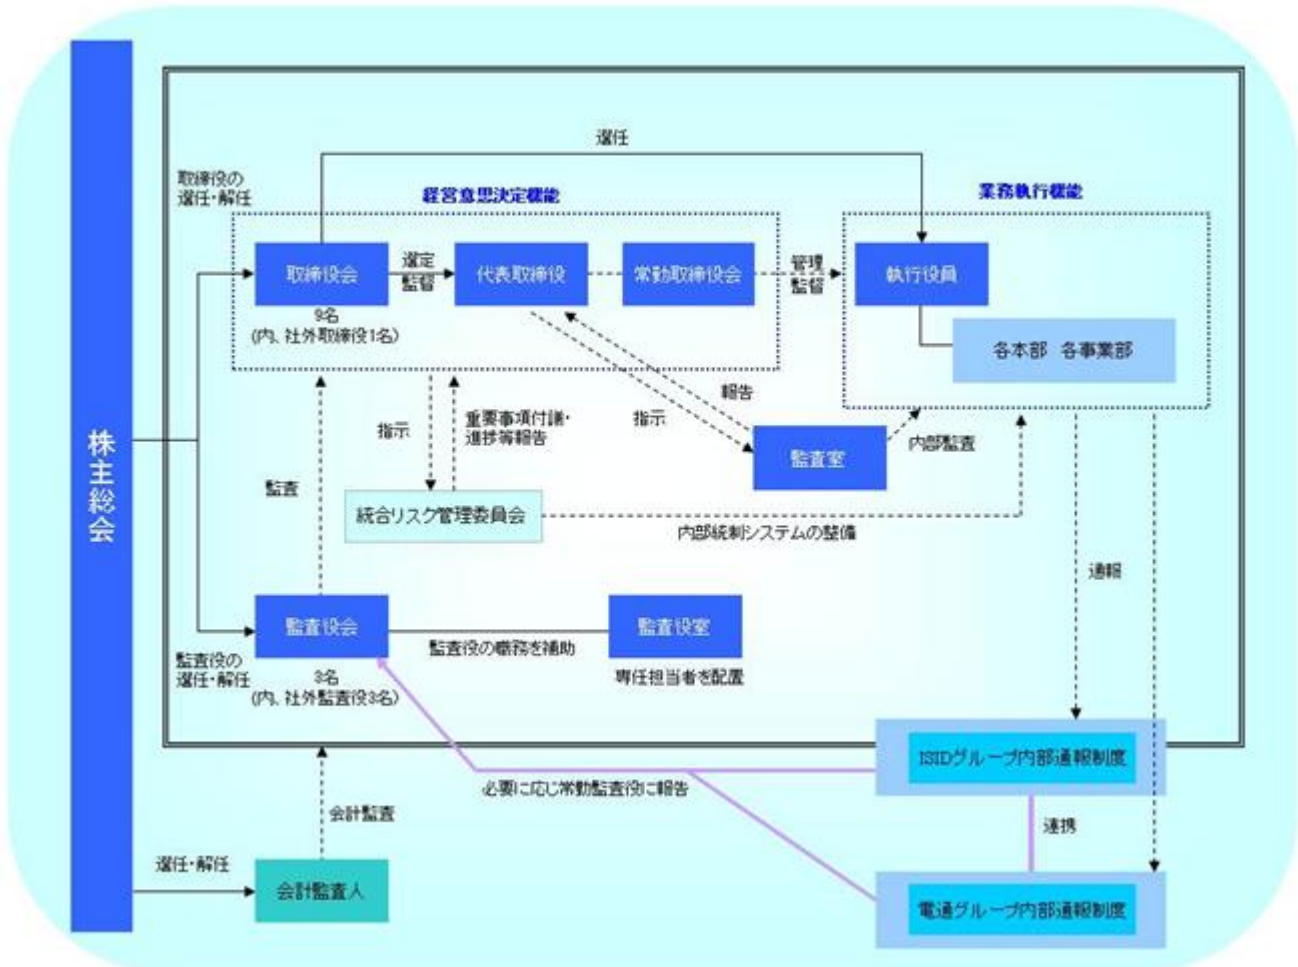 選任
取締役の
選任・解任
経営意思決定機能
業務執行機能
取締役会
選定
監督
代表取締役
常勤取締役会
管理
監督
執行役員
9名
(内、社外取締役1名)
各本部 各事業部
報告
指示
重要事項付議・
進捗等報告
指示
内部監査
監査室
株主総会
監査
統合リスク管理委員会
内部統制システムの整備
通報
監査役会
監査役の職務を補助
監査役室
監査役の
選任・解任
3名
(内、社外監査役3名)
専任担当者を配置
ISIDグループ内部通報制度
必要に応じ常勤監査役に報告
会計監査
連携
選任・解任
会計監査人
電通グループ内部通報制度